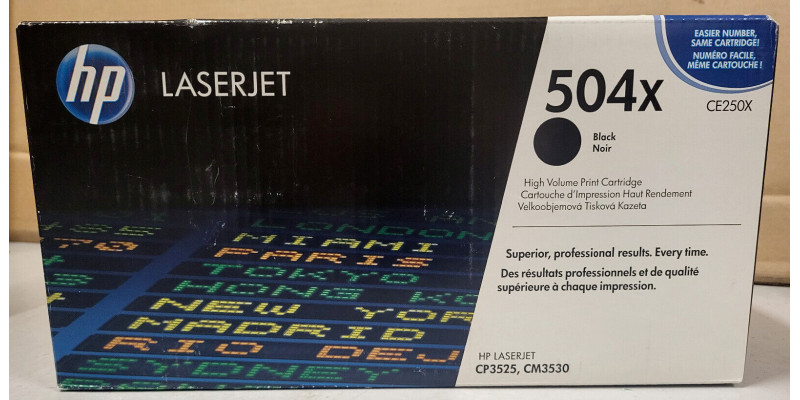 hp
LASERJET
EASIER NUMBER,
SAME CARTRIDGE!
NUMÉRO FACILE,
MÊME CARTOUCHE !
504x
CE250X
Black
Noir
High Volume Print Cartridge
Cartouche d'Impression Haut Rendement
Velkoobjemová Tisková Kazeta
Superior, professional results. Every time.
Des résultats professionnels et de qualité
supérieure à chaque impression.
HP LASERJET
CP3525, CM3530
LONDON
MIAMI
PARIS
TOKYO
HONG KO
NEW YOR
MADRID
RIO DEJ
SYDNEY